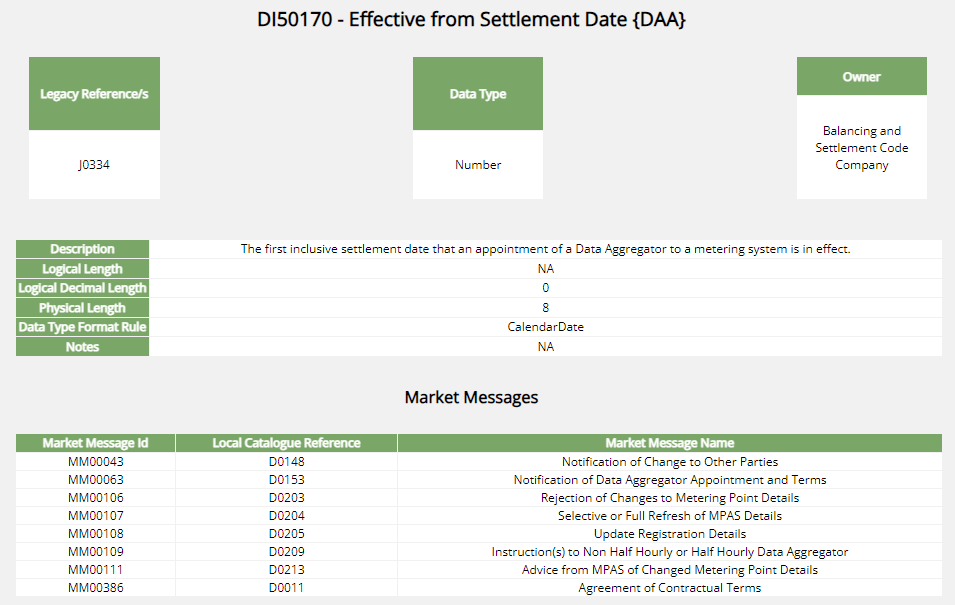 DI50170 - Effective from Settlement Date {DAA}
Legacy Reference/s
J0334
Data Type
Number
Owner
Balancing and
Settlement Code
Company
Description The first inclusive settlement date that an appointment of a Data Aggregator to a metering system is in effect.
Logical Length NA
Logical Decimal Length 0
Physical Length 8
Data Type Format Rule CalendarDate
Notes NA
Market Messages
Market Message Id Local Catalogue Reference Market Message Name
MM00043 D0148 Notification of Change to Other Parties
MM00063 D0153 Notification of Data Aggregator Appointment and Terms
MM00106 D0203 Rejection of Changes to Metering Point Details
MM00107 D0204 Selective or Full Refresh of MPAS Details
MM00108 D0205 Update Registration Details
MM00109 D0209 Instruction(s) to Non Half Hourly or Half Hourly Data Aggregator
MM00111 D0213 Advice from MPAS of Changed Metering Point Details
MM00386 D0011 Agreement of Contractual Terms